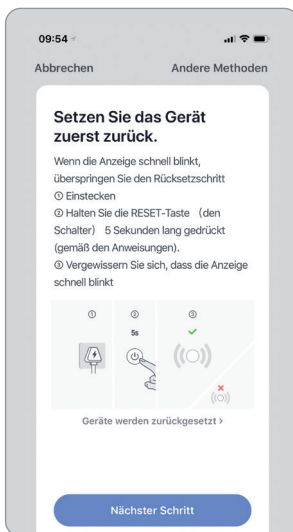 09:54
Abbrechen
Andere Methoden
Setzen Sie das Gerät
zuerst zurück.
Wenn die Anzeige schnell blinkt,
überspringen Sie den Rücksetzschritt
① Einstecken
② Halten Sie die RESET-Taste （den
Schalter） 5 Sekunden lang gedrückt
(gemäß den Anweisungen).
③ Vergewissern Sie sich, dass die Anzeige
schnell blinkt
① ② ③
5s
Geräte werden zurückgesetzt >
Nächster Schritt